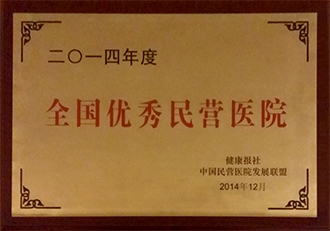 二〇一四年度
全国优秀民营医院
健康报社
中国民营医院发展联盟
2014年12月